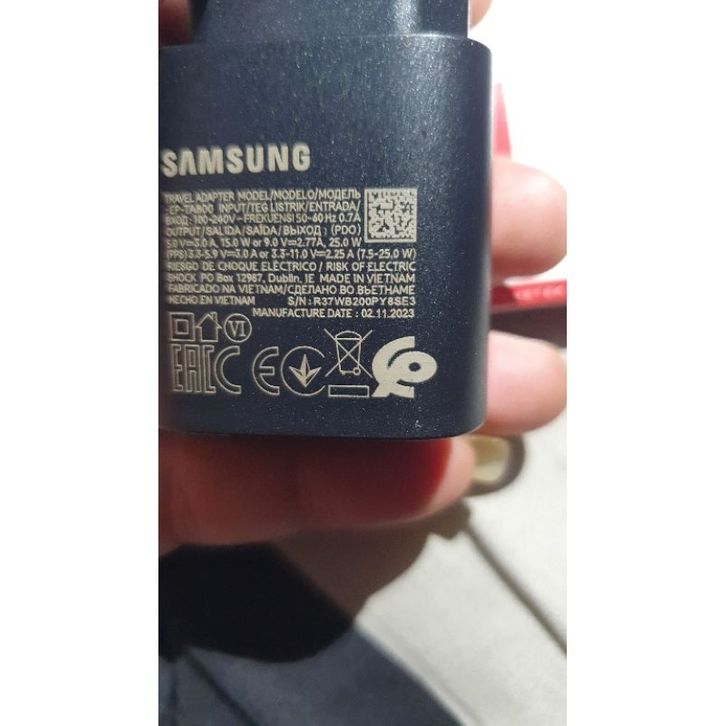 SAMSUNG
TRAVEL ADAPTER MODEL/MODELO/МОДЕЛЬ
EP-TA800 INPUT/TEG LISTRIK/ENTRADA/
ВХОД : 100-240V~FREKUENSI 50-60 Hz 0.7A
OUTPUT/SALIDA/SAÍDA/ВЫХОД : (PDO)
5.0 V⎓3.0 A, 15.0 W or 9.0 V⎓2.77A, 25.0 W
(PPS) 3.3-5.9 V⎓3.0 A or 3.3-11.0 V⎓2.25 A (7.5-25.0 W)
RIESGO DE CHOQUE ELÉCTRICO / RISK OF ELECTRIC
SHOCK PO Box 12987, Dublin. IE MADE IN VIETNAM
FABRICADO NA VIETNAM/СДЕЛАНО ВО ВЬЕТНАМЕ
HECHO EN VIETNAM S/N : R37WB200PY8SE3
MANUFACTURE DATE : 02.11.2023
VI
EAC CE